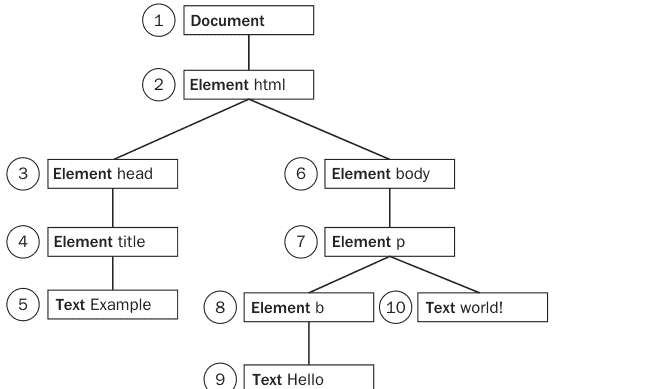 1 Document
2 Element html
3 Element head
6 Element body
4 Element title
7 Element p
5 Text Example
8 Element b
10 Text world!
9 Text Hello